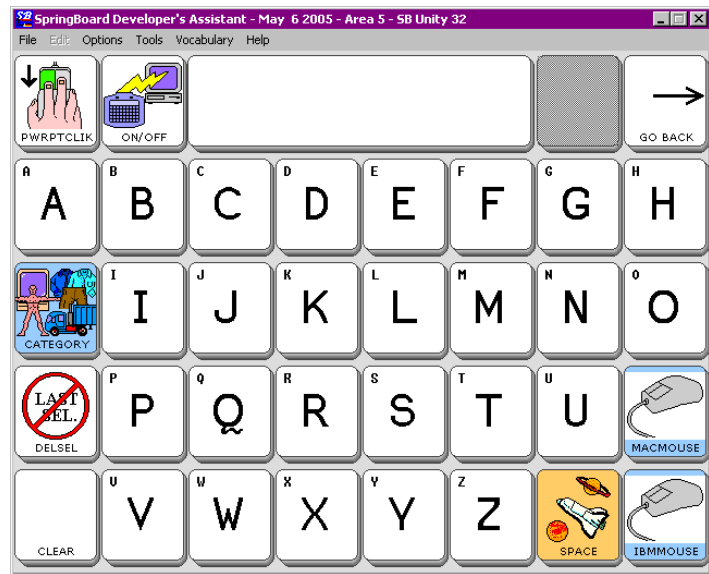 SB SpringBoard Developer's Assistant - May 6 2005 - Area 5 - SB Unity 32
File Edit Options Tools Vocabulary Help
PWRPTCLIK ON/OFF GO BACK
A B C D E F G H
A B C D E F G H
I J K L M N O
I J K L M N O
CATEGORY
P Q R S T U
LAST
SEL.
P Q R S T U
DELSEL MACMOUSE
V W X Y Z
V W X Y Z
CLEAR SPACE IBMMOUSE